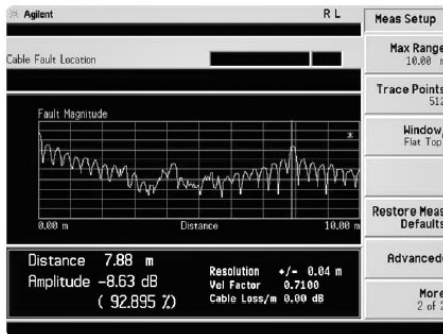 Agilent
R L
Meas Setup
Cable Fault Location
Max Range
10.00 m
Trace Points
512
Fault Magnitude
*
Window
Flat Top
0.00 m
Distance
10.00 m
Restore Meas
Defaults
Distance 7.88 m
Amplitude -8.63 dB
( 92.895 %)
Resolution +/- 0.04 m
Vel Factor 0.7100
Cable Loss/m 0.00 dB
Advanced
More
2 of 2